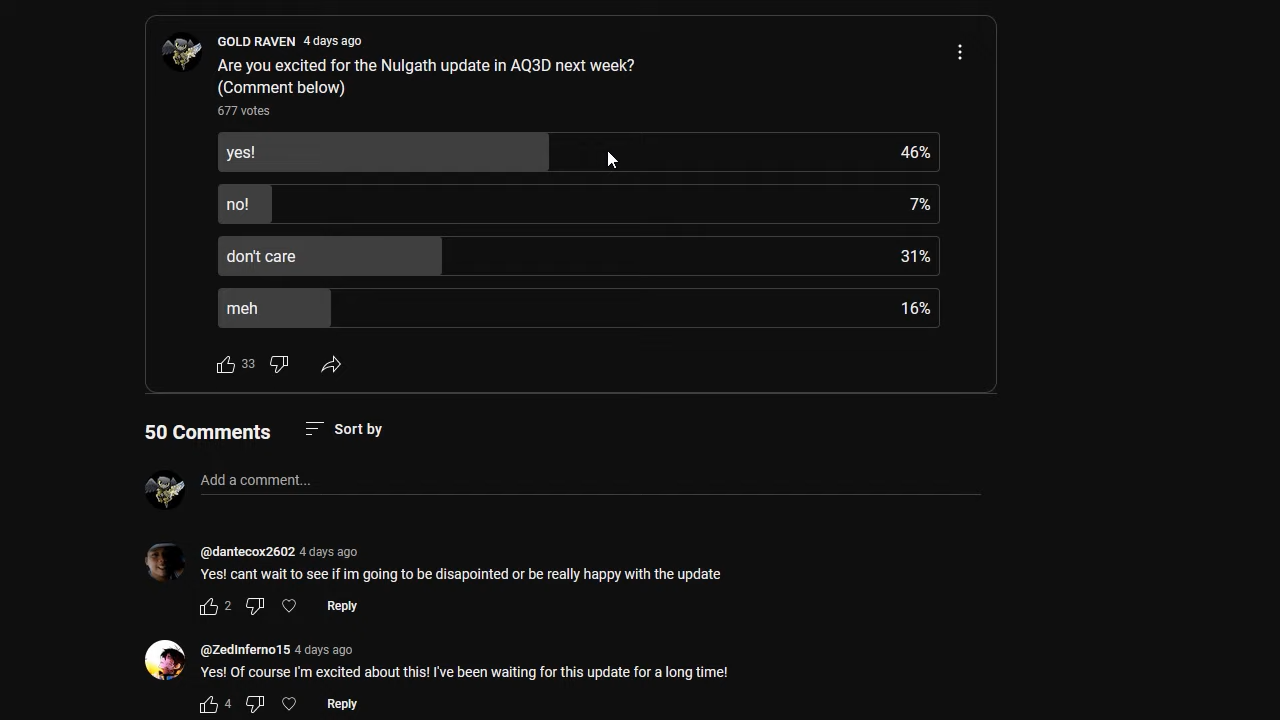 GOLD RAVEN 4 days ago
Are you excited for the Nulgath update in AQ3D next week?
(Comment below)
677 votes
yes! 46%
no! 7%
don't care 31%
meh 16%
33
50 Comments Sort by
Add a comment...
@dantecox2602 4 days ago
Yes! cant wait to see if im going to be disapointed or be really happy with the update
2 Reply
@ZedInferno15 4 days ago
Yes! Of course I'm excited about this! I've been waiting for this update for a long time!
4 Reply